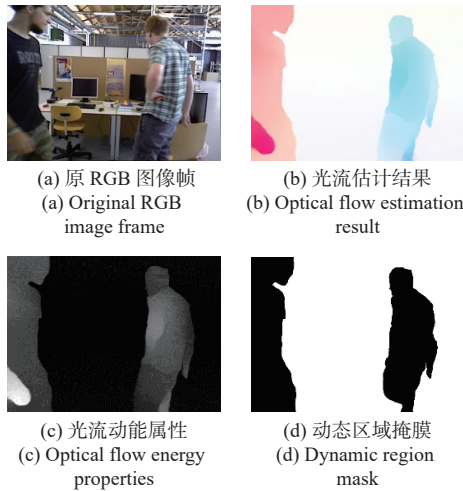 (a) 原 RGB 图像帧
(a) Original RGB
image frame
(b) 光流估计结果
(b) Optical flow estimation
result
(c) 光流动能属性
(c) Optical flow energy
properties
(d) 动态区域掩膜
(d) Dynamic region
mask